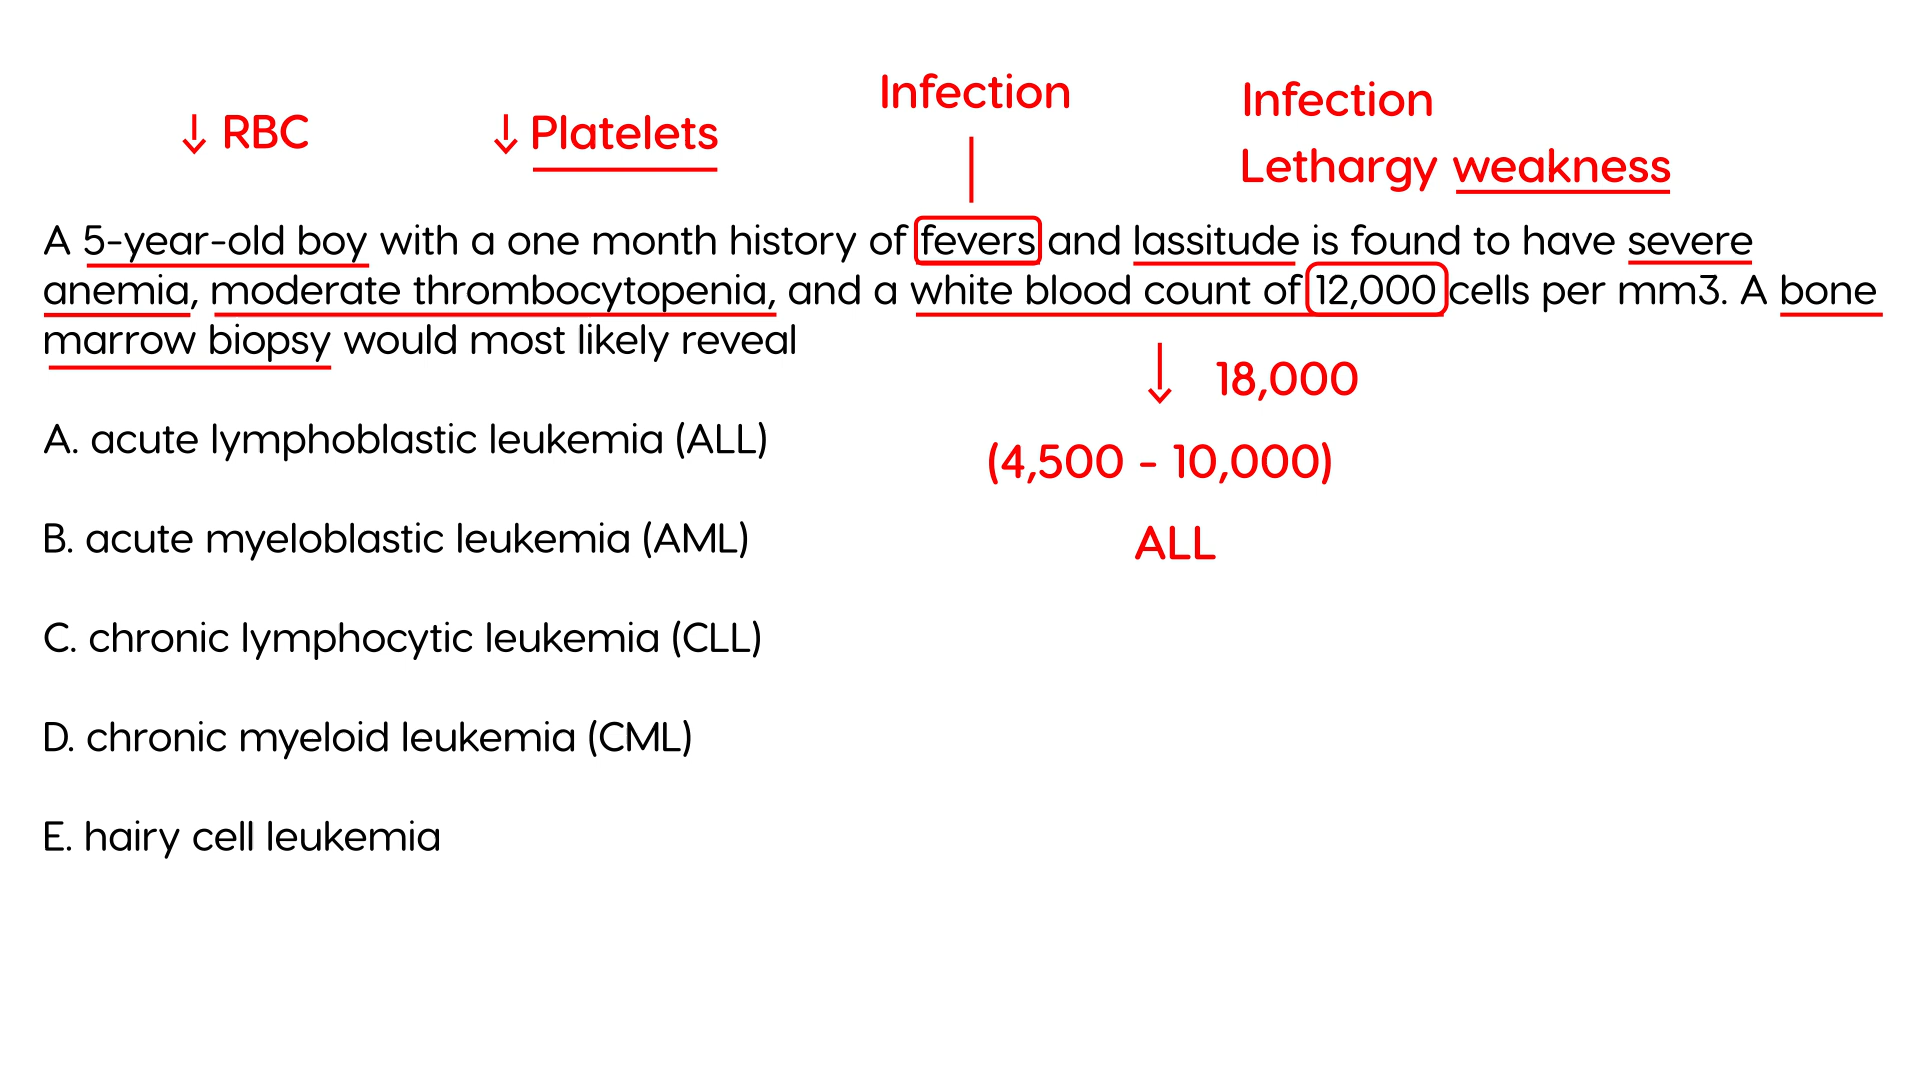 Infection
Infection
↓ RBC
↓ Platelets
Lethargy weakness
A 5-year-old boy with a one month history of fevers and lassitude is found to have severe
anemia, moderate thrombocytopenia, and a white blood count of 12,000 cells per mm3. A bone
marrow biopsy would most likely reveal
↓ 18,000
A. acute lymphoblastic leukemia (ALL)
(4,500 - 10,000)
B. acute myeloblastic leukemia (AML)
ALL
C. chronic lymphocytic leukemia (CLL)
D. chronic myeloid leukemia (CML)
E. hairy cell leukemia